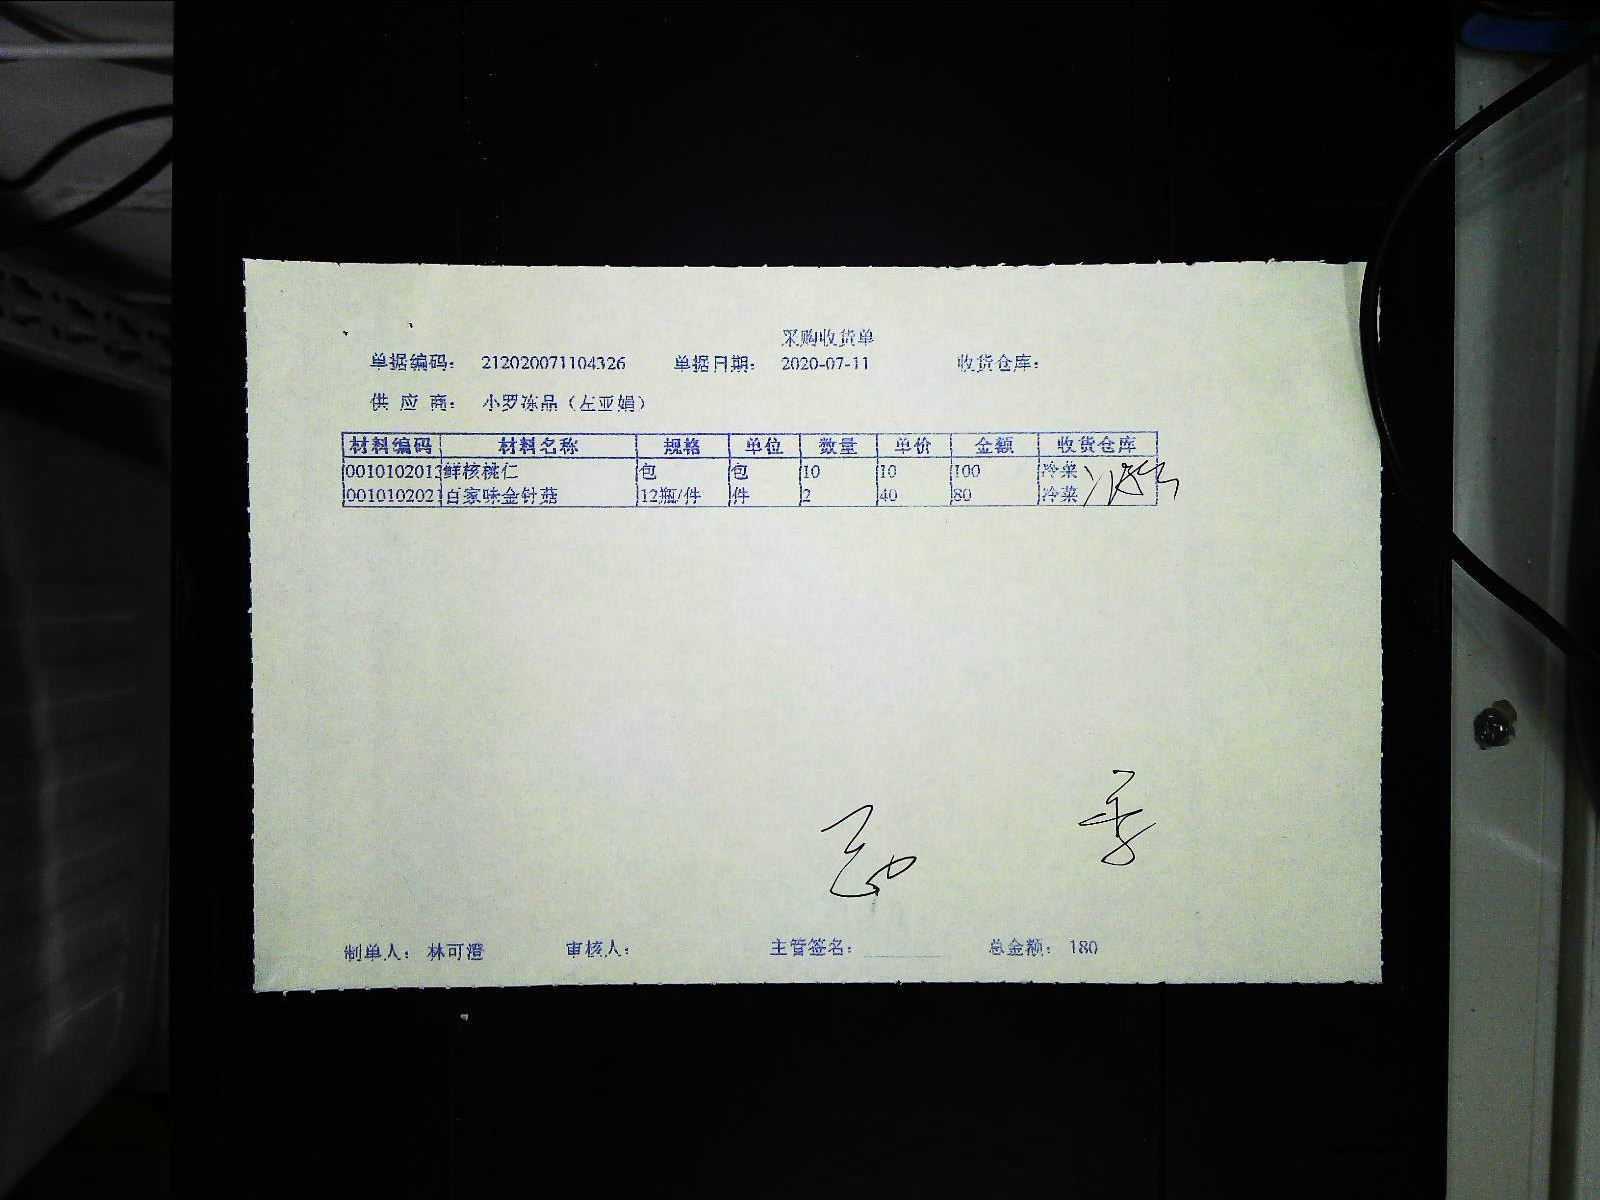 采购收货单
单据编码： 212020071104326 单据日期： 2020-07-11 收货仓库：
供 应 商： 小罗冻品（左亚娟）
材料编码 材料名称 规格 单位 数量 单价 金额 收货仓库
0010102013 鲜核桃仁 包 包 10 10 100 冷菜
0010102021 百家味金针菇 12瓶/件 件 2 40 80 冷菜
制单人： 林可澄 审核人： 主管签名： 总金额： 180